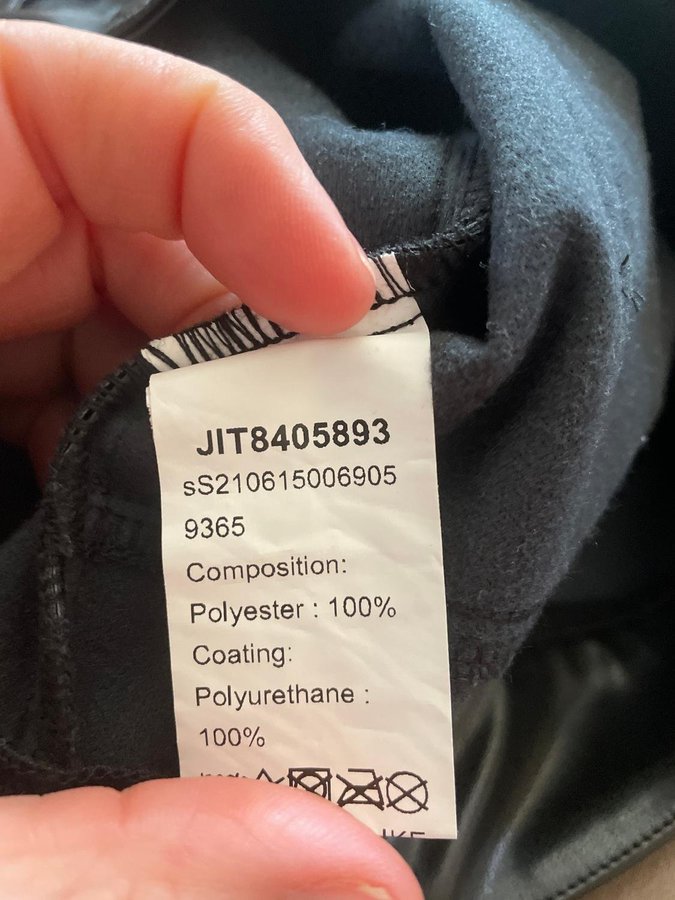 JIT8405893
sS210615006905
9365
Composition:
Polyester : 100%
Coating:
Polyurethane :
100%